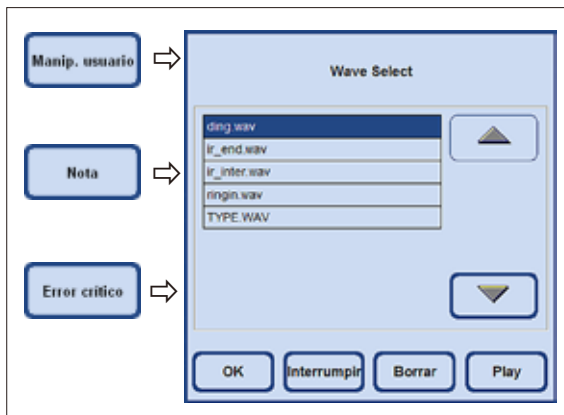 Manip. usuario
Wave Select
ding.wav
ir_end.wav
ir_inter.wav
ringin.wav
TYPE.WAV
Nota
Error crítico
OK
Interrumpir
Borrar
Play